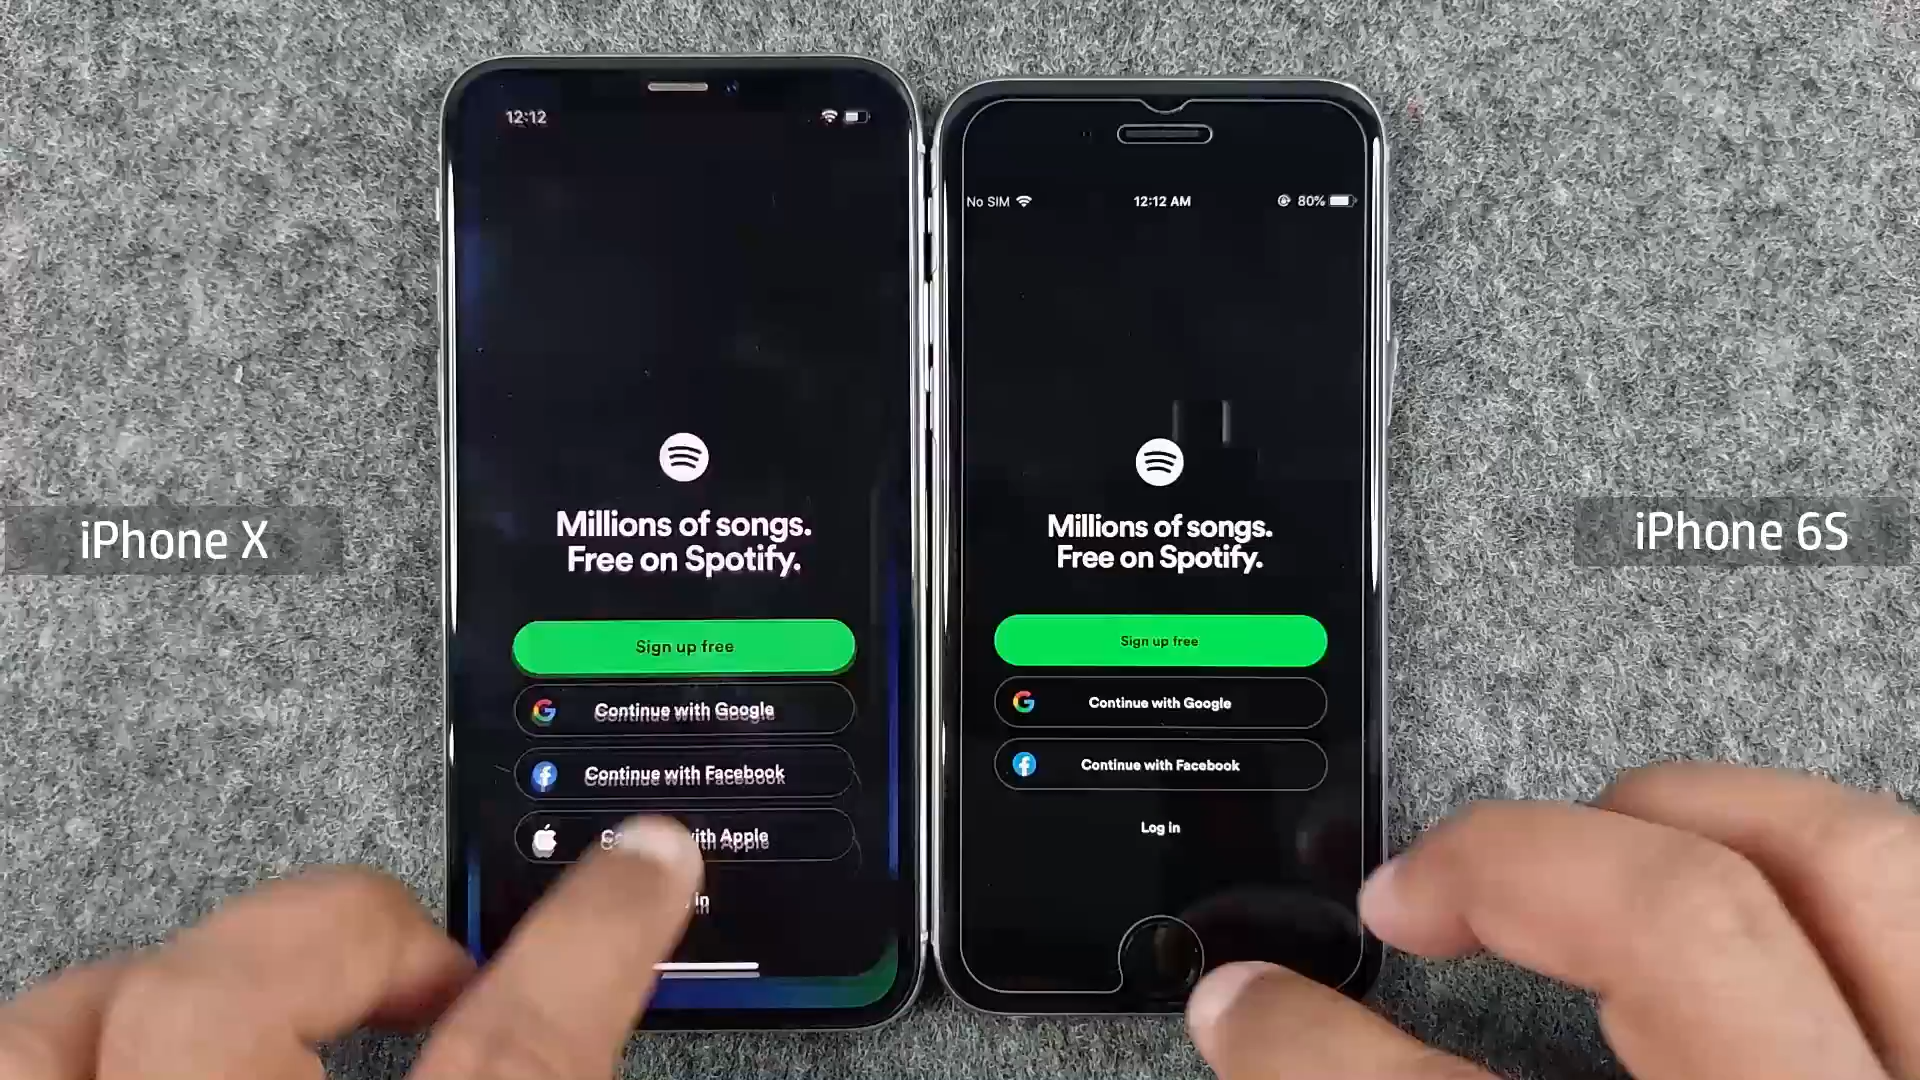 12:12
Millions of songs.
Free on Spotify.
Sign up free
Continue with Google
Continue with Facebook
with Apple
in
iPhone X
No SIM
12:12 AM
80%
Millions of songs.
Free on Spotify.
Sign up free
Continue with Google
Continue with Facebook
Log in
iPhone 6S